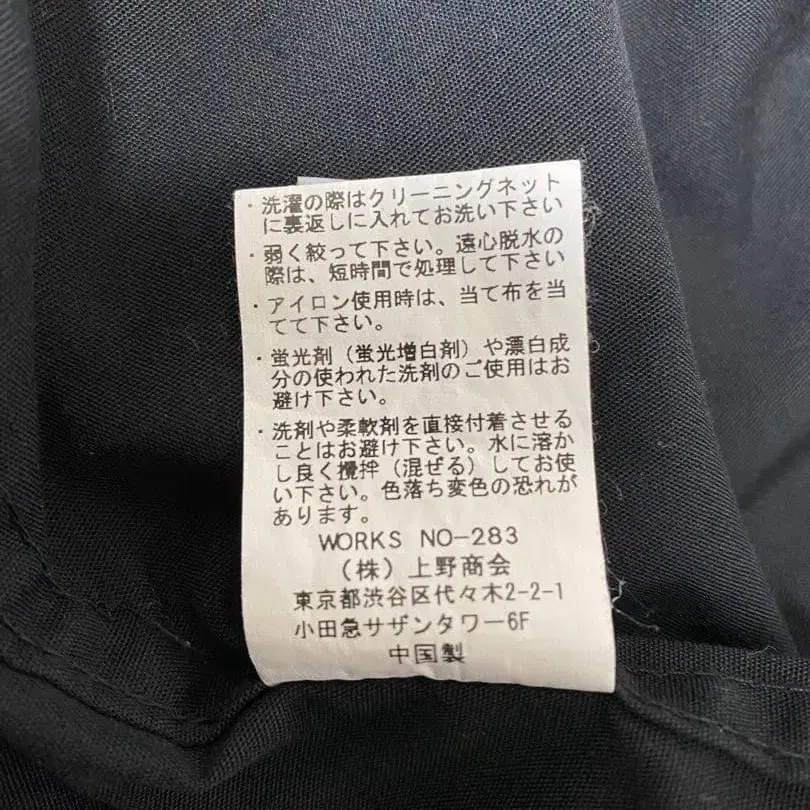 ・洗濯の際はクリーニングネット
に裏返しに入れてお洗い下さい
・弱く絞って下さい。遠心脱水の
際は、短時間で処理して下さい
・アイロン使用時は、当て布を当
てて下さい。
・蛍光剤（蛍光増白剤）や漂白成
分の使われた洗剤のご使用はお
避け下さい。
・洗剤や柔軟剤を直接付着させる
ことはお避け下さい。水に溶か
し良く攪拌（混ぜる）してお使
い下さい。色落ち変色の恐れが
あります。
WORKS NO-283
（株）上野商会
東京都渋谷区代々木2-2-1
小田急サザンタワー6F
中国製